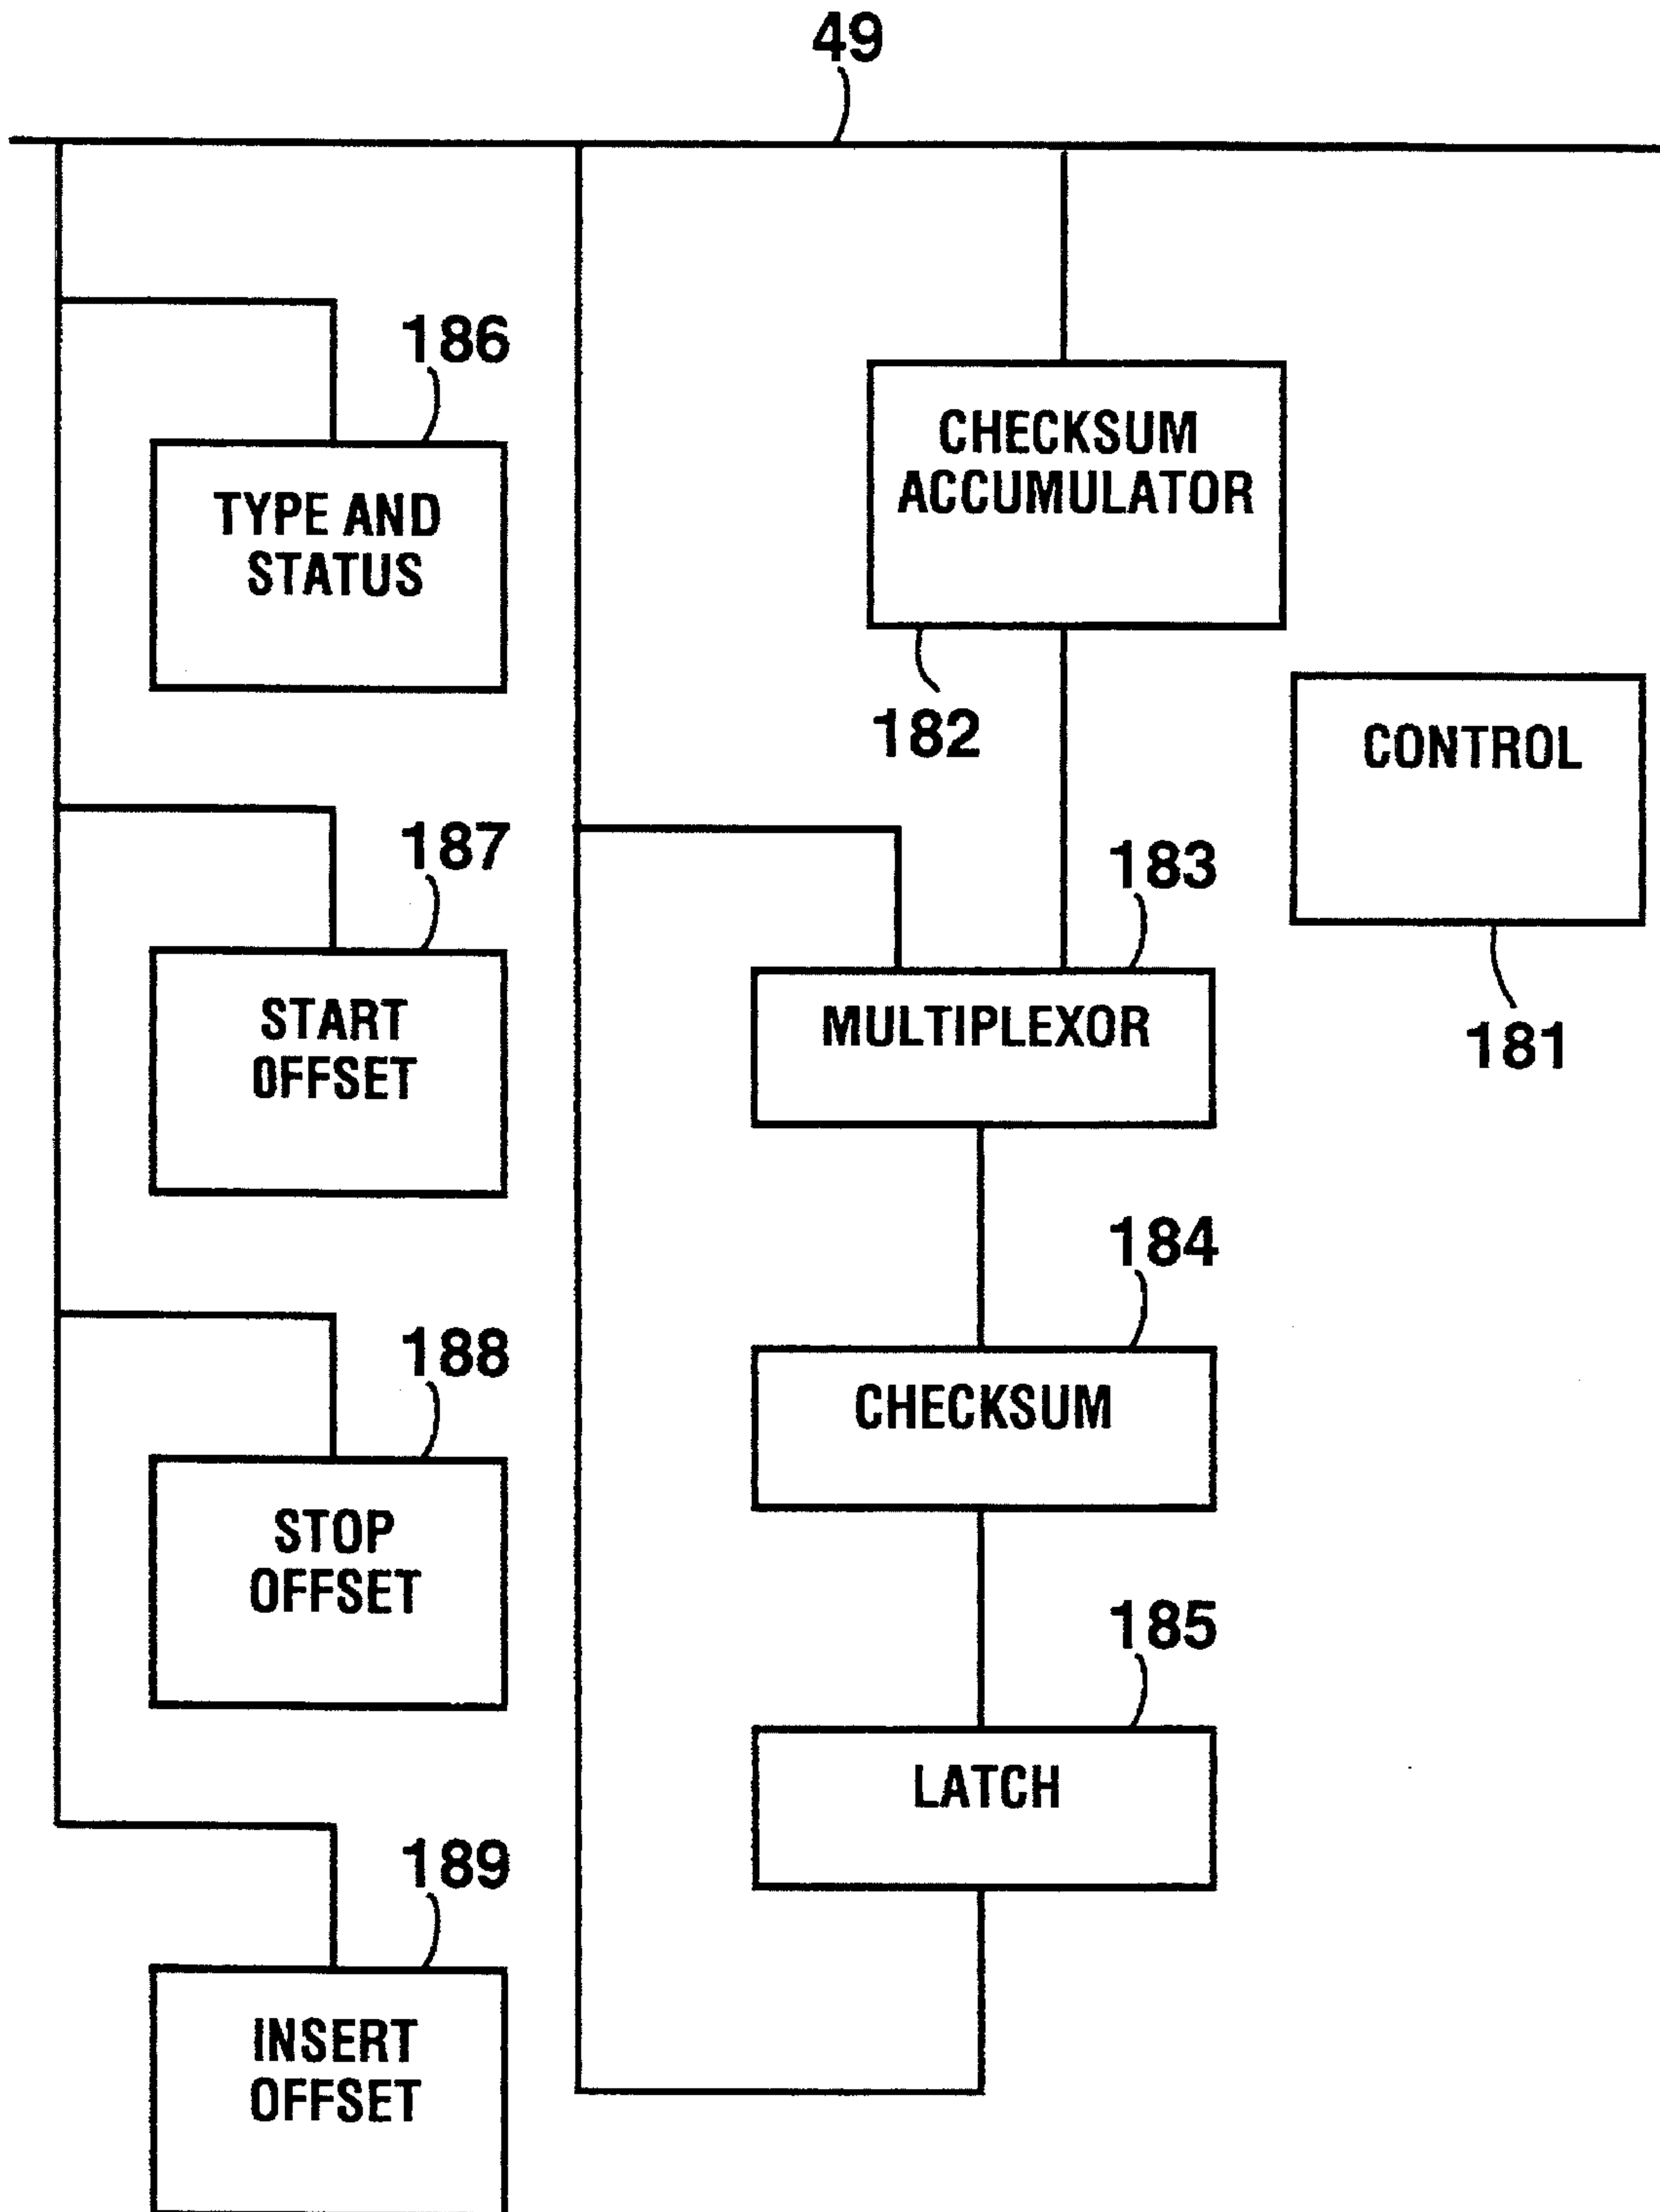 49
186
TYPE AND
STATUS
CHECKSUM
ACCUMULATOR
182
CONTROL
181
187
START
OFFSET
183
MULTIPLEXOR
188
STOP
OFFSET
184
CHECKSUM
185
LATCH
189
INSERT
OFFSET